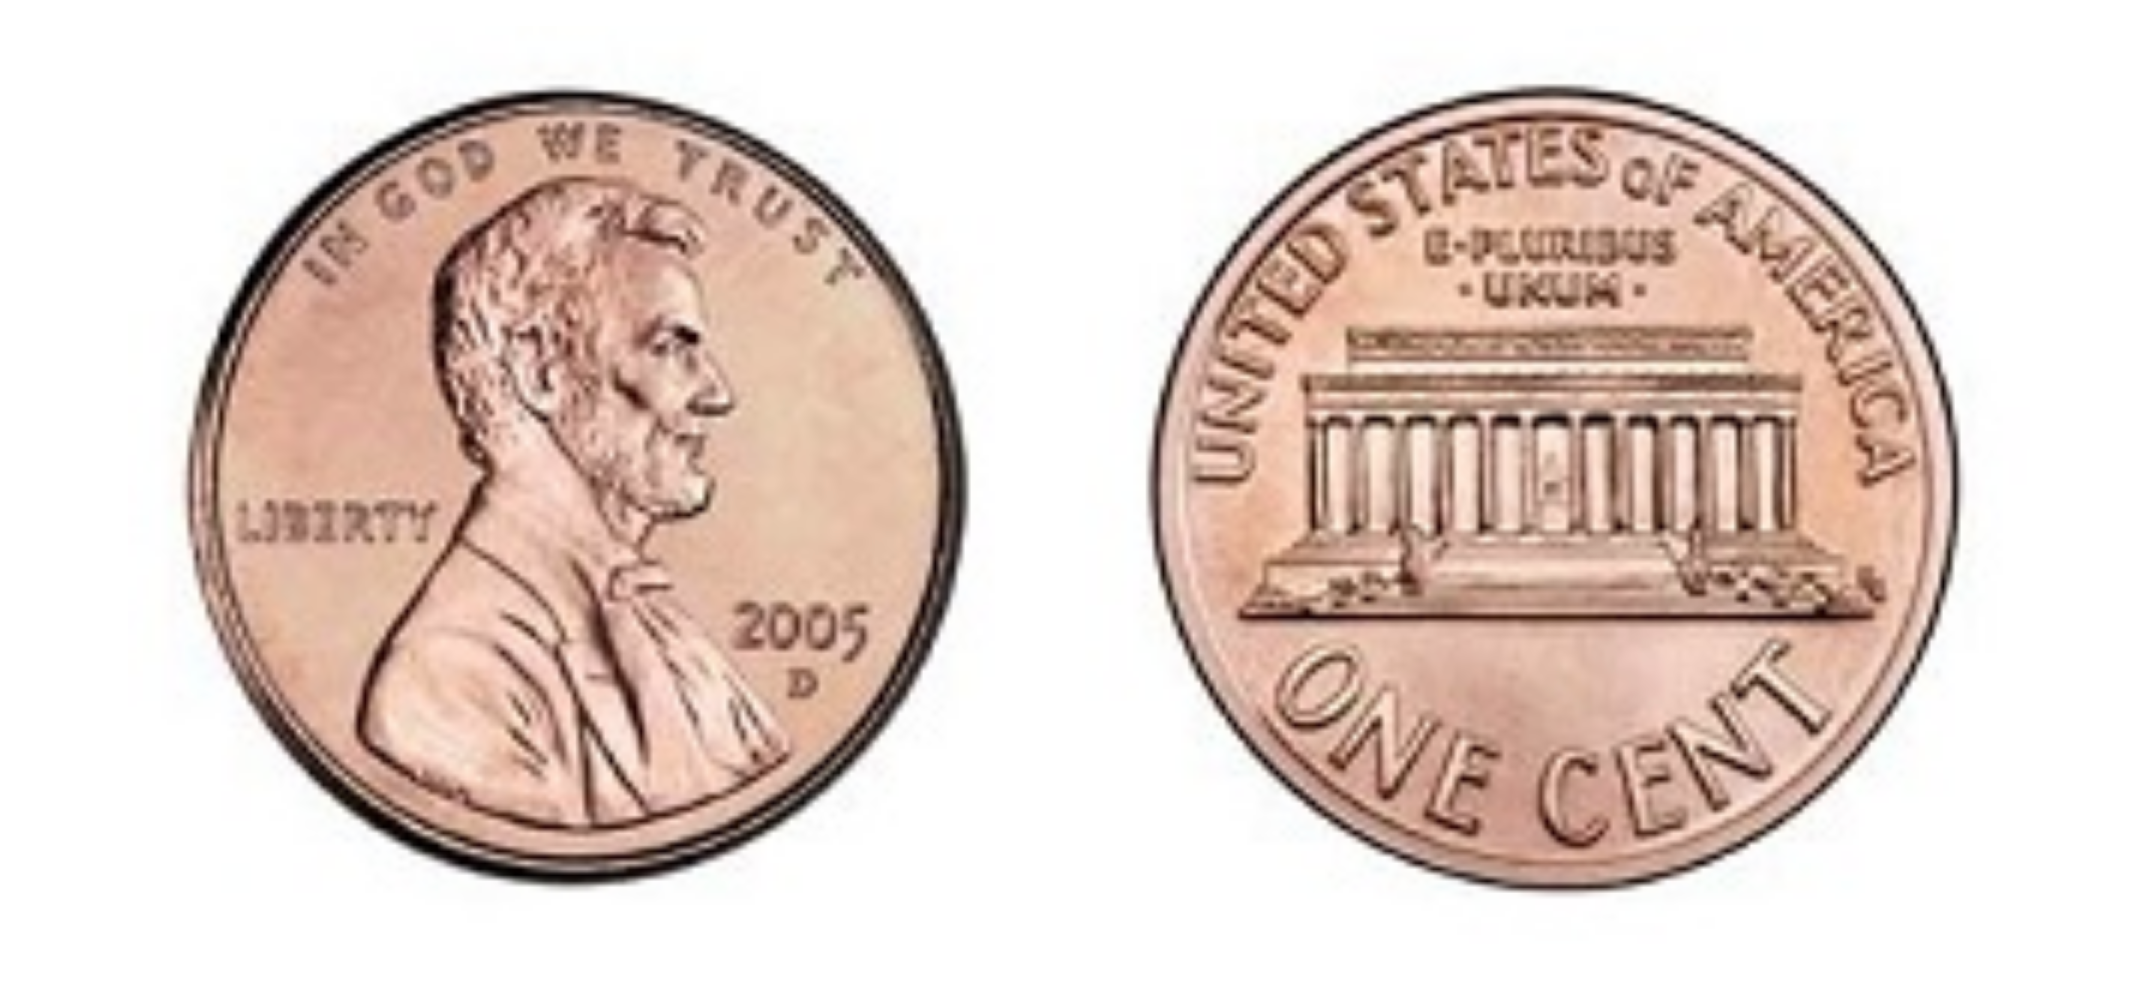 IN GOD WE TRUST
LIBERTY
2005
D
UNITED STATES OF AMERICA
E·PLURIBUS
·UNUM·
ONE CENT